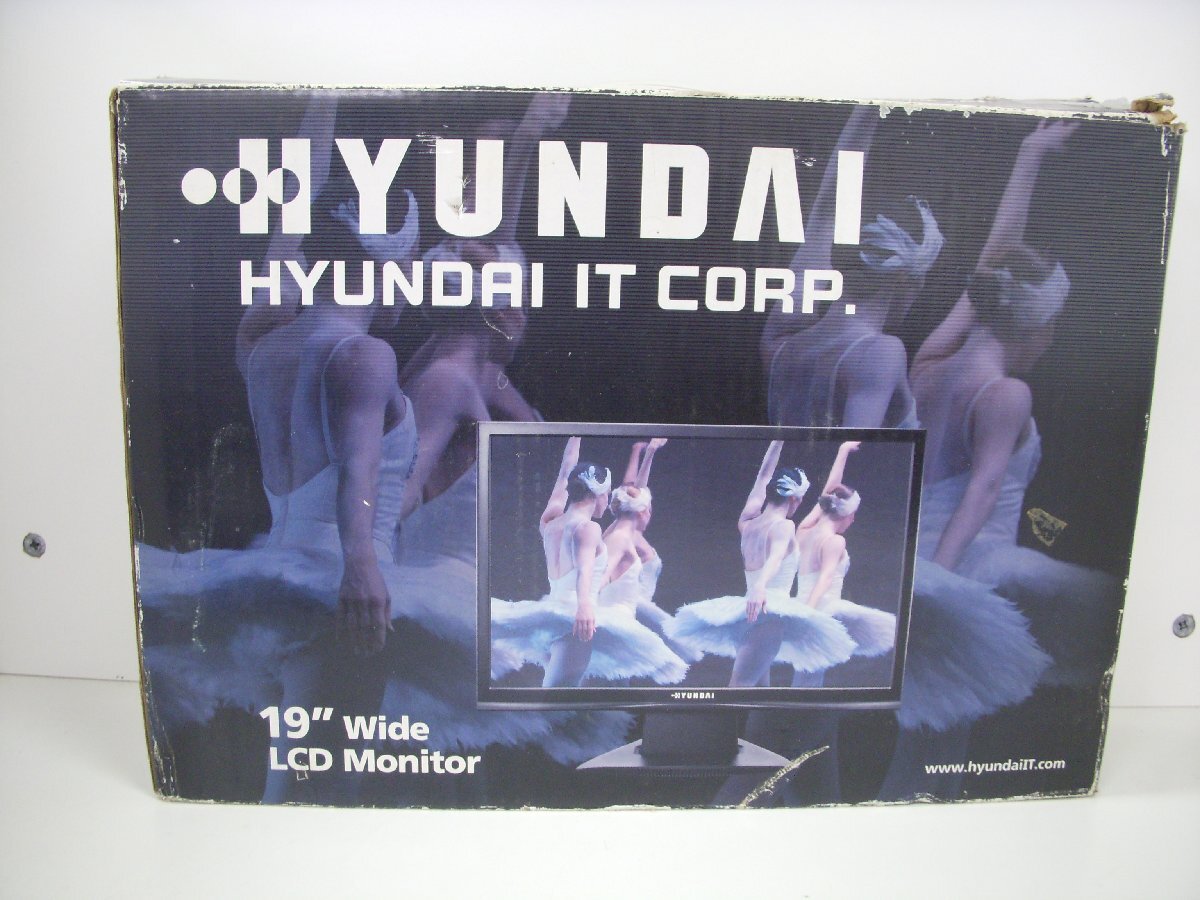 HYUNDAI
HYUNDAI IT CORP.
HYUNDAI
19" Wide
LCD Monitor
www.hyundaiIT.com